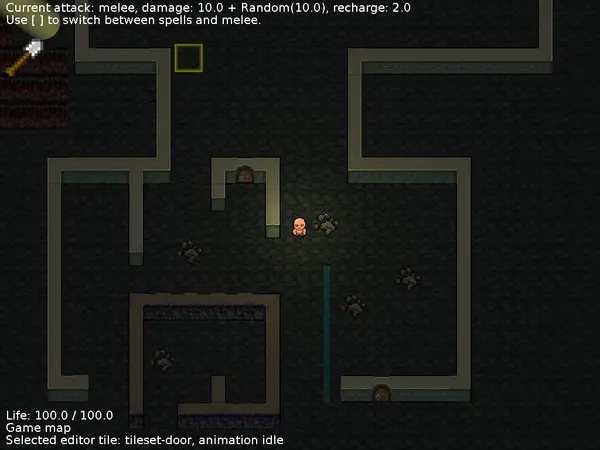 Current attack: melee, damage: 10.0 + Random(10.0), recharge: 2.0
Use [ ] to switch between spells and melee.
Life: 100.0 / 100.0
Game map
Selected editor tile: tileset-door, animation idle